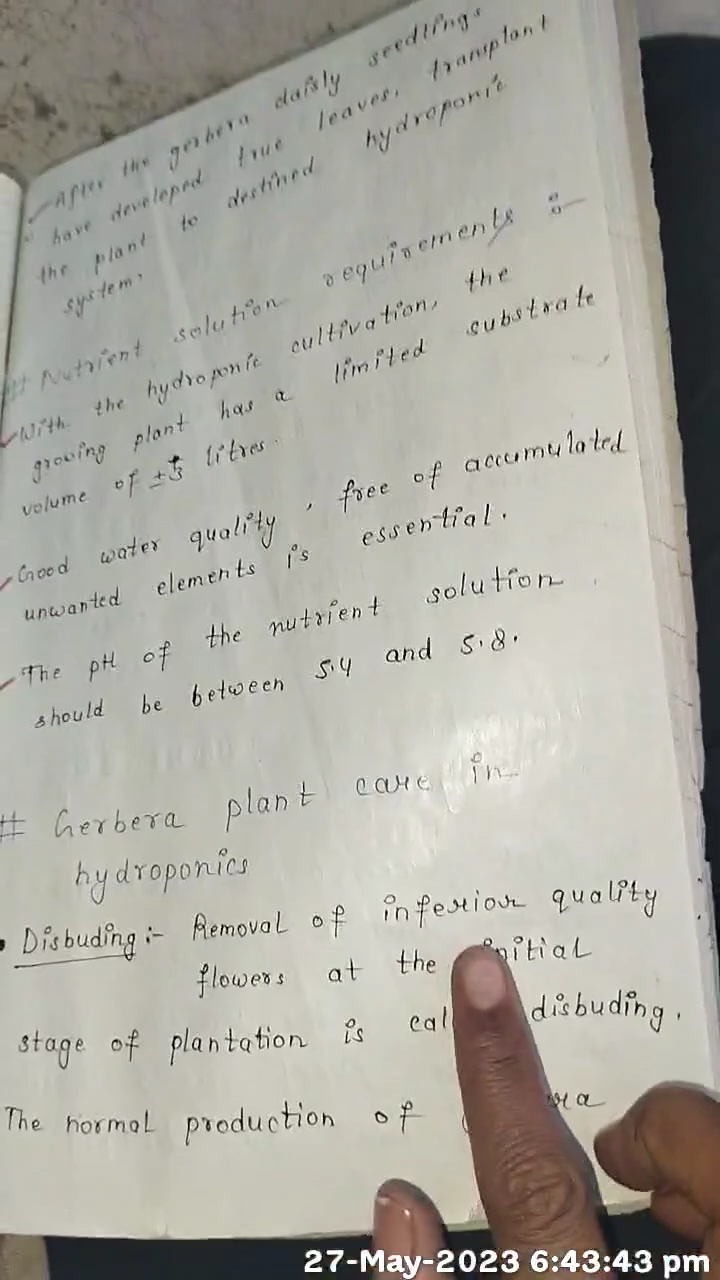 After the gerbera daisly seedlings
have developed true leaves, transplant
the plant to destined hydroponic
system.
# Nutrient solution requirements :-
With the hydroponic cultivation, the
growing plant has a limited substrate
volume of ±3 litres.
Good water quality, free of accumulated
unwanted elements is essential.
The pH of the nutrient solution
should be between 5.4 and 5.8.
# Gerbera plant care in
hydroponics
• Disbuding :- Removal of inferior quality
flowers at the initial
stage of plantation is disbuding.
The normal production of
27-May-2023 6:43:43 pm